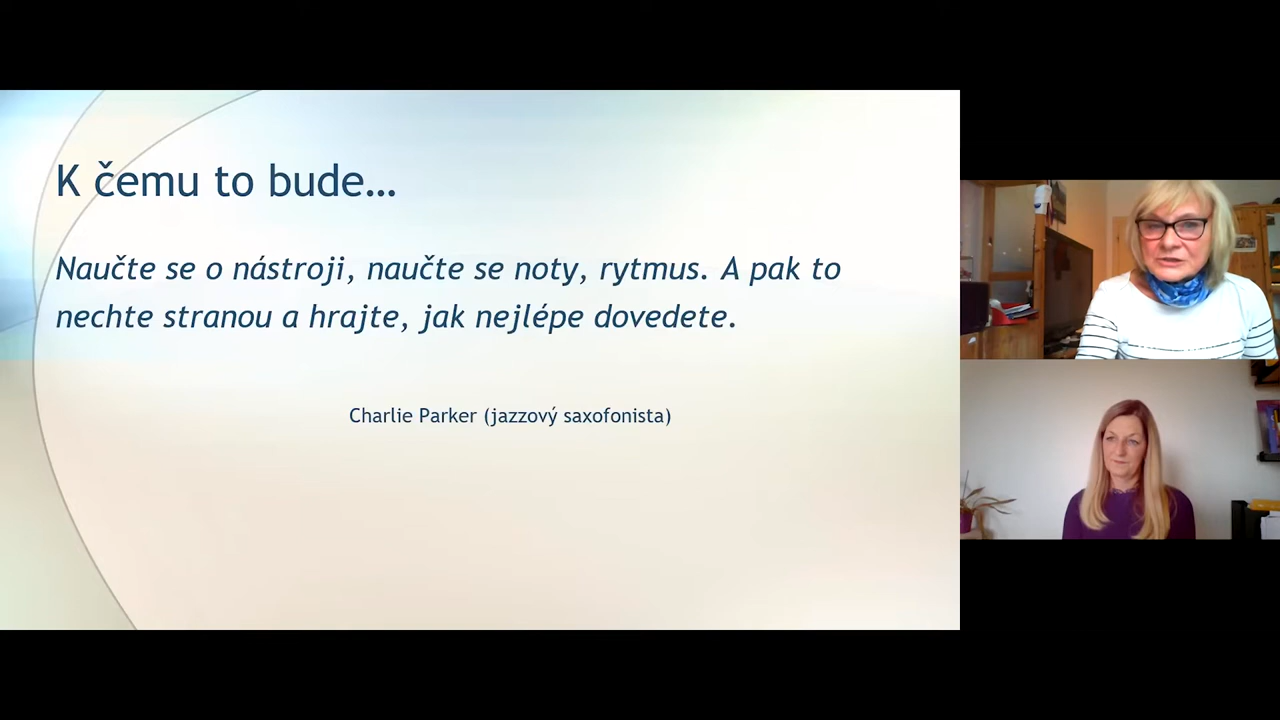 K čemu to bude…
Naučte se o nástroji, naučte se noty, rytmus. A pak to
nechte stranou a hrajte, jak nejlépe dovedete.
Charlie Parker (jazzový saxofonista)